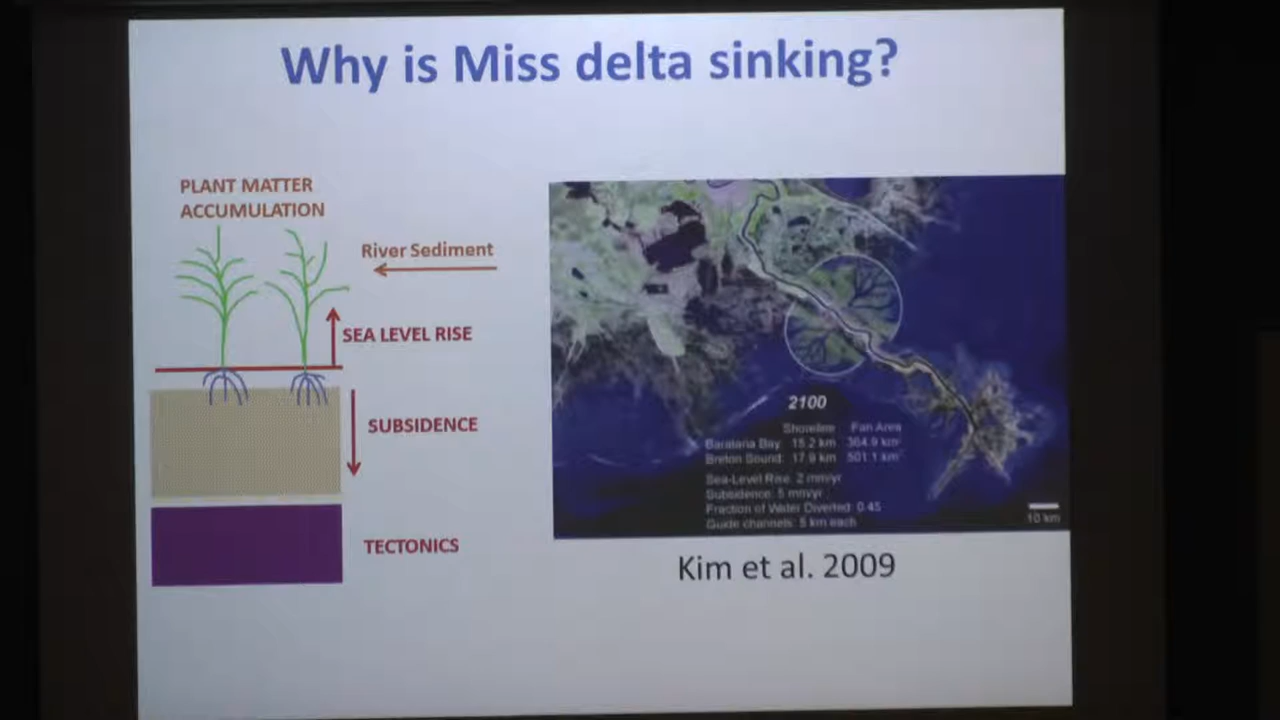 Why is Miss delta sinking?
PLANT MATTER
ACCUMULATION
River Sediment
SEA LEVEL RISE
SUBSIDENCE
TECTONICS
2100
Shoreline Fan Area
Barataria Bay: 15.2 km 364.9 km²
Breton Sound: 17.9 km 501.1 km²
Sea-Level Rise: 2 mm/yr
Subsidence: 5 mm/yr
Fraction of Water Diverted: 0.45
Guide channels: 5 km each
10 km
Kim et al. 2009